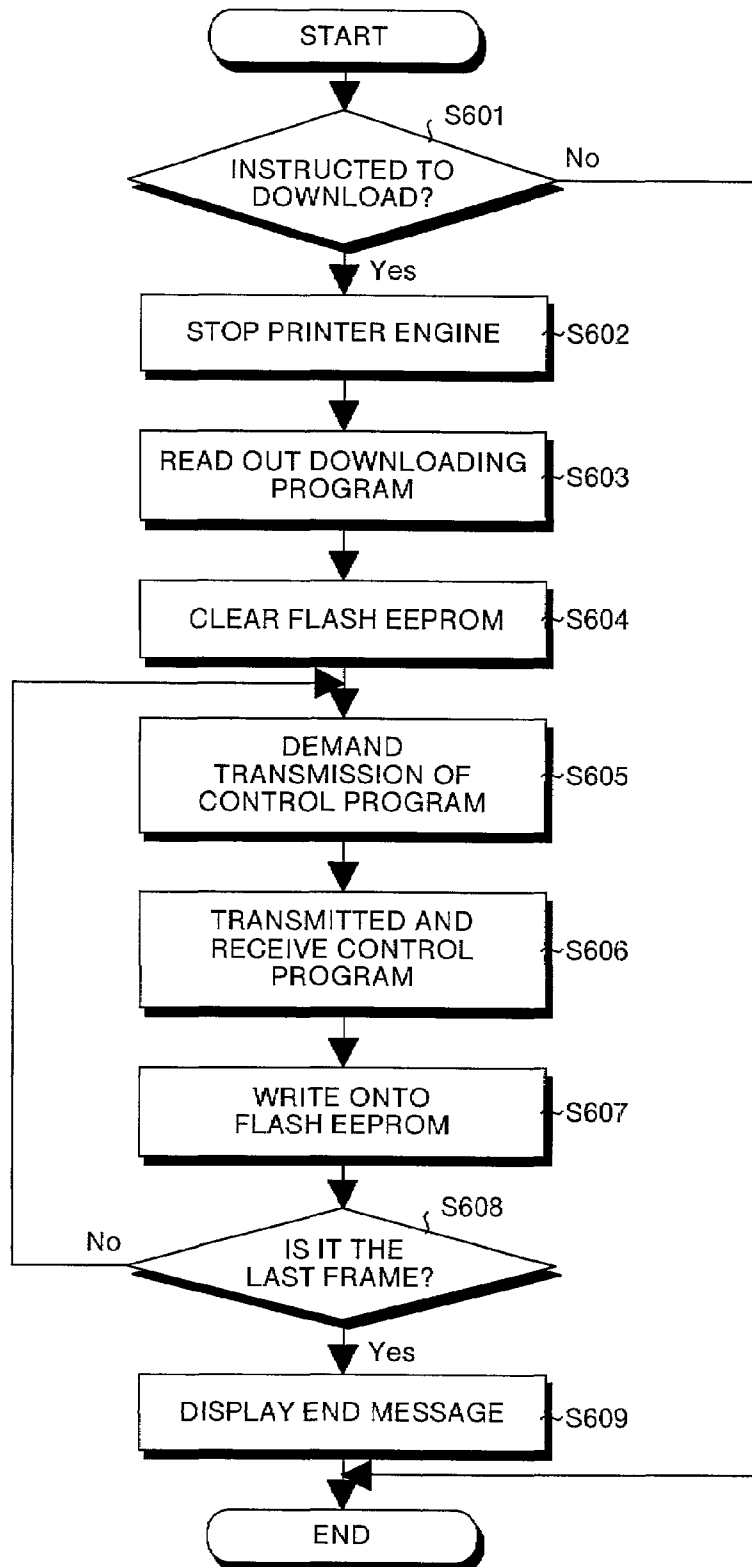 START
S601
INSTRUCTED TO
DOWNLOAD?
No
Yes
STOP PRINTER ENGINE
S602
READ OUT DOWNLOADING
PROGRAM
S603
CLEAR FLASH EEPROM
S604
DEMAND
TRANSMISSION OF
CONTROL PROGRAM
S605
TRANSMITTED AND
RECEIVE CONTROL
PROGRAM
S606
WRITE ONTO
FLASH EEPROM
S607
S608
No
IS IT THE
LAST FRAME?
Yes
DISPLAY END MESSAGE
S609
END